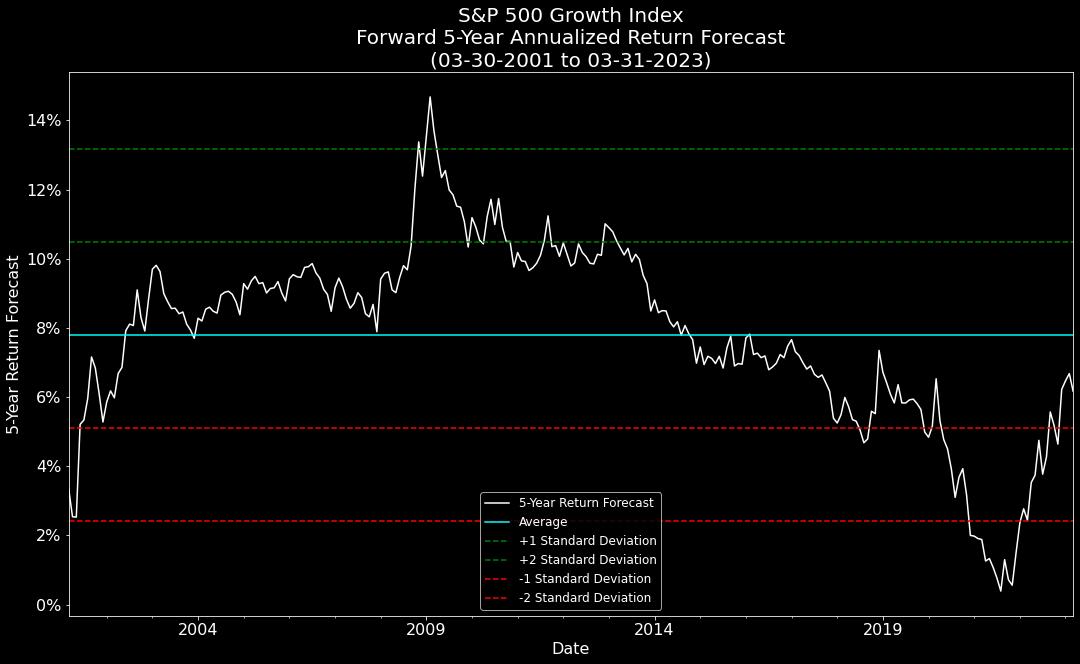 S&P 500 Growth Index
Forward 5-Year Annualized Return Forecast
(03-30-2001 to 03-31-2023)
14%
12%
10%
8%
6%
4%
2%
0%
5-Year Return Forecast
5-Year Return Forecast
Average
+1 Standard Deviation
+2 Standard Deviation
-1 Standard Deviation
-2 Standard Deviation
2004
2009
2014
2019
Date